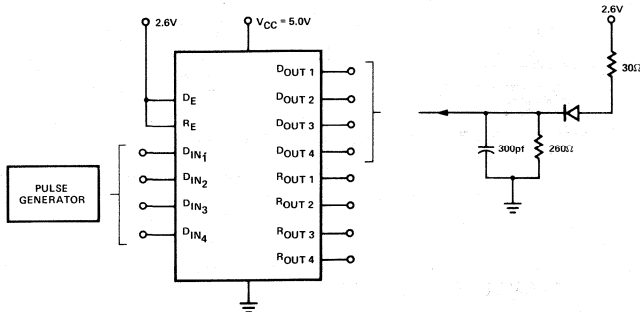 2.6V
VCC = 5.0V
DE
RE
DIN1
DIN2
DIN3
DIN4
PULSE
GENERATOR
DOUT 1
DOUT 2
DOUT 3
DOUT 4
ROUT 1
ROUT 2
ROUT 3
ROUT 4
2.6V
30Ω
300pf
260Ω